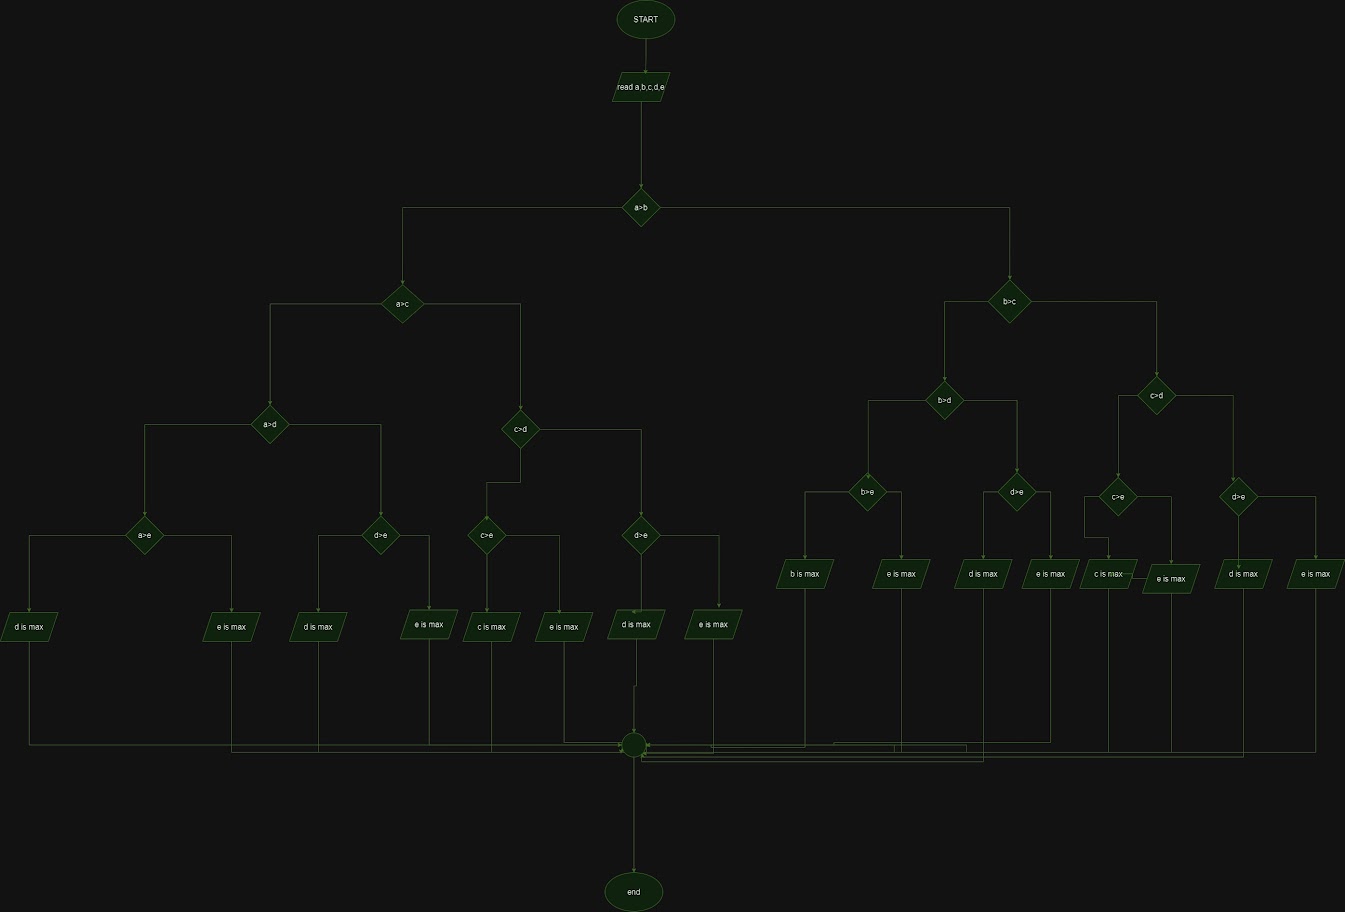 START
read a,b,c,d,e
a>b
a>c
b>c
a>d
c>d
b>d
c>d
a>e
d>e
c>e
d>e
b>e
d>e
c>e
d>e
d is max
e is max
d is max
e is max
c is max
e is max
d is max
e is max
b is max
e is max
d is max
e is max
c is max
e is max
d is max
e is max
end